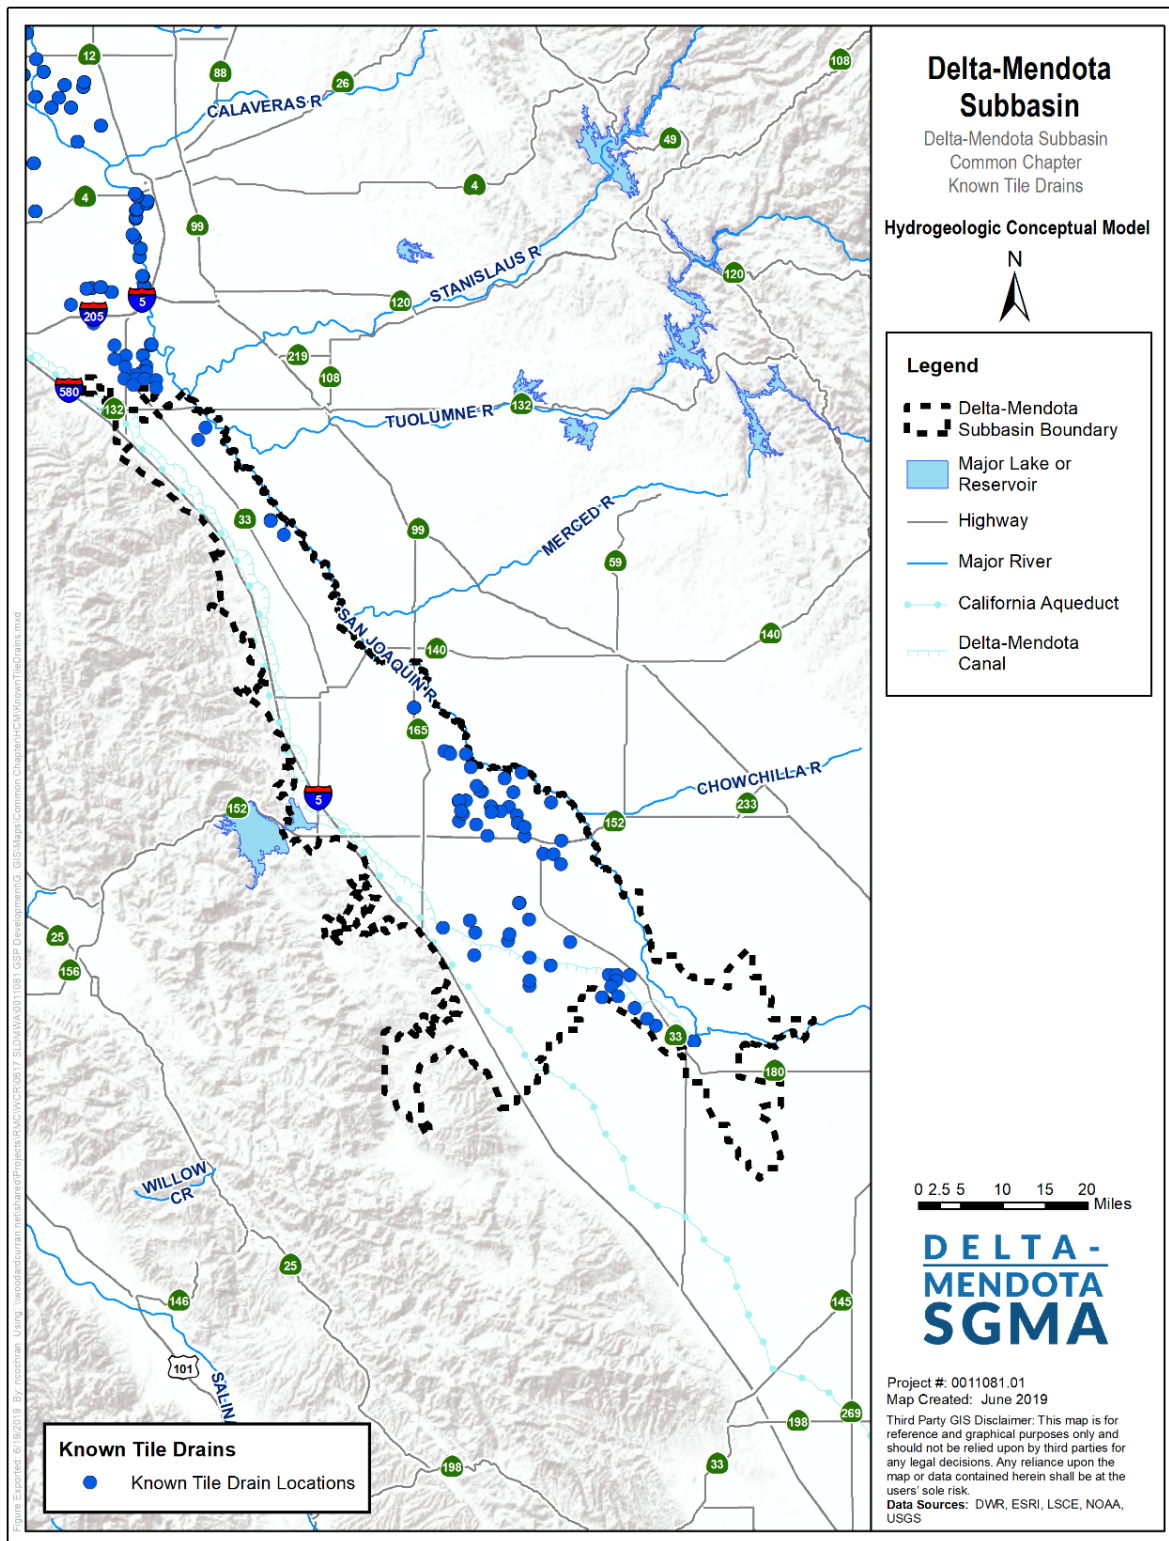 Delta-Mendota
Subbasin
Delta-Mendota Subbasin
Common Chapter
Known Tile Drains
Hydrogeologic Conceptual Model
N
Legend
Delta-Mendota
Subbasin Boundary
Major Lake or
Reservoir
Highway
Major River
California Aqueduct
Delta-Mendota
Canal
0 2.5 5 10 15 20
Miles
DELTA-
MENDOTA
SGMA
Project #: 0011081.01
Map Created: June 2019
Third Party GIS Disclaimer: This map is for
reference and graphical purposes only and
should not be relied upon by third parties for
any legal decisions. Any reliance upon the
map or data contained herein shall be at the
users' sole risk.
Data Sources: DWR, ESRI, LSCE, NOAA,
USGS
12
88
26
108
CALAVERAS R
49
4
4
99
STANISLAUS R
120
120
5
205
219
108
580
132
TUOLUMNE R
132
33
99
MERCED R
59
SAN JOAQUIN R
140
140
165
CHOWCHILLA R
233
5
152
152
25
156
33
180
WILLOW
CR
25
146
145
101
SALINA
198
269
198
33
Known Tile Drains
Known Tile Drain Locations